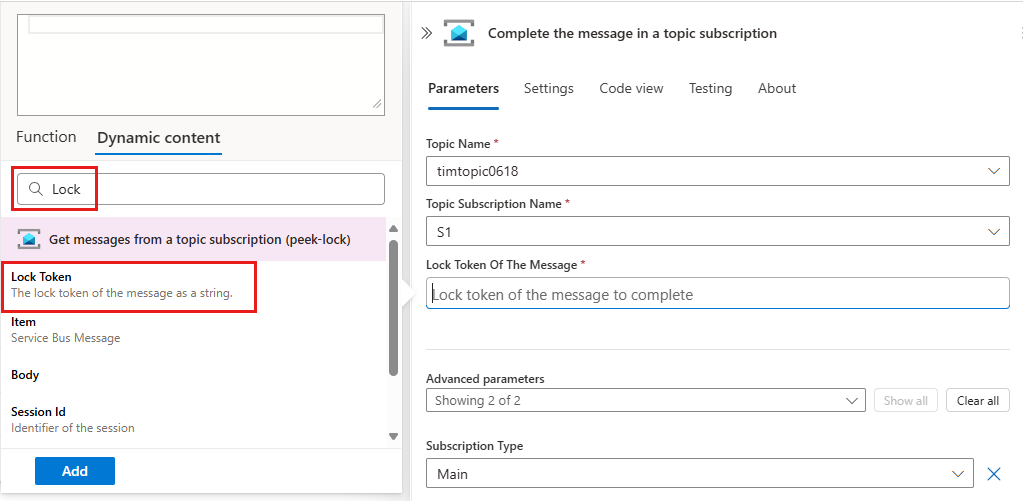 Function
Dynamic content
Lock
Get messages from a topic subscription (peek-lock)
Lock Token
The lock token of the message as a string.
Item
Service Bus Message
Body
Session Id
Identifier of the session
Add
Complete the message in a topic subscription
Parameters
Settings
Code view
Testing
About
Topic Name *
timtopic0618
Topic Subscription Name *
S1
Lock Token Of The Message *
Lock token of the message to complete
Advanced parameters
Showing 2 of 2
Show all
Clear all
Subscription Type
Main